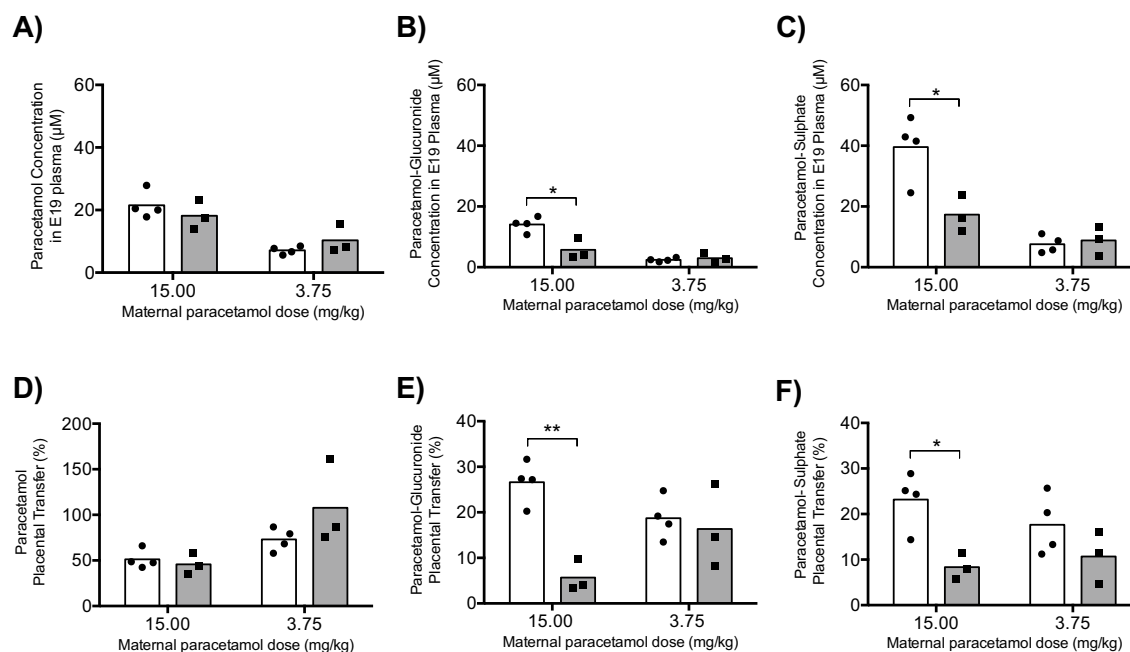 A)
Paracetamol Concentration
in E19 plasma (µM)
60
40
20
0
15.00 3.75
Maternal paracetamol dose (mg/kg)
B)
Paracetamol-Glucuronide
Concentration in E19 Plasma (µM)
60
40
20
0
*
15.00 3.75
Maternal paracetamol dose (mg/kg)
C)
Paracetamol-Sulphate
Concentration in E19 Plasma (µM)
60
40
20
0
*
15.00 3.75
Maternal paracetamol dose (mg/kg)
D)
Paracetamol
Placental Transfer (%)
200
150
100
50
0
15.00 3.75
Maternal paracetamol dose (mg/kg)
E)
Paracetamol-Glucuronide
Placental Transfer (%)
40
30
20
10
0
**
15.00 3.75
Maternal paracetamol dose (mg/kg)
F)
Paracetamol-Sulphate
Placental Transfer (%)
40
30
20
10
0
*
15.00 3.75
Maternal paracetamol dose (mg/kg)